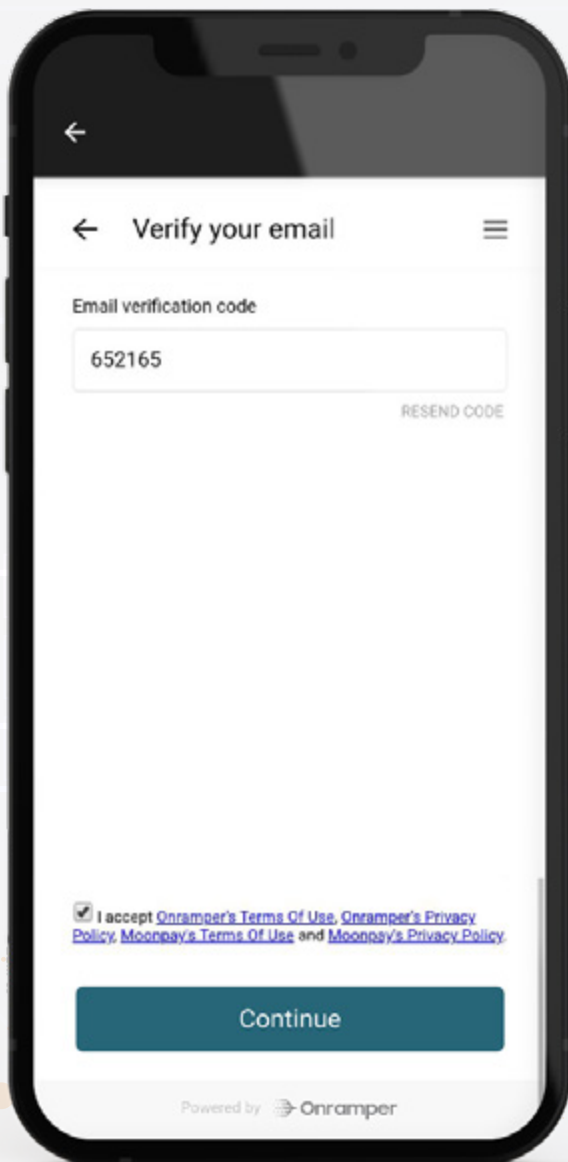 Verify your email
Email verification code
652165
RESEND CODE
I accept Onramper's Terms Of Use, Onramper's Privacy
Policy, Moonpay's Terms Of Use and Moonpay's Privacy Policy.
Continue
Powered by Onramper